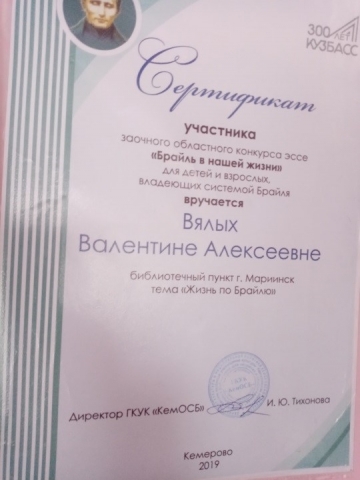 300 ЛЕТ
КУЗБАСС
Сертификат
участника
заочного областного конкурса эссе
«Брайль в нашей жизни»
для детей и взрослых,
владеющих системой Брайля
вручается
Вялых
Валентине Алексеевне
библиотечный пункт г. Мариинск
тема «Жизнь по Брайлю»
Директор ГКУК «КемОСБ» И. Ю. Тихонова
Кемерово
2019